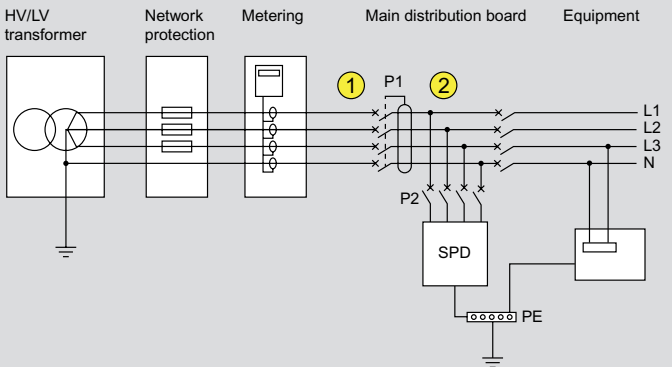 HV/LV
transformer
Network
protection
Metering
Main distribution board
Equipment
1
P1
2
L1
L2
L3
N
P2
SPD
PE